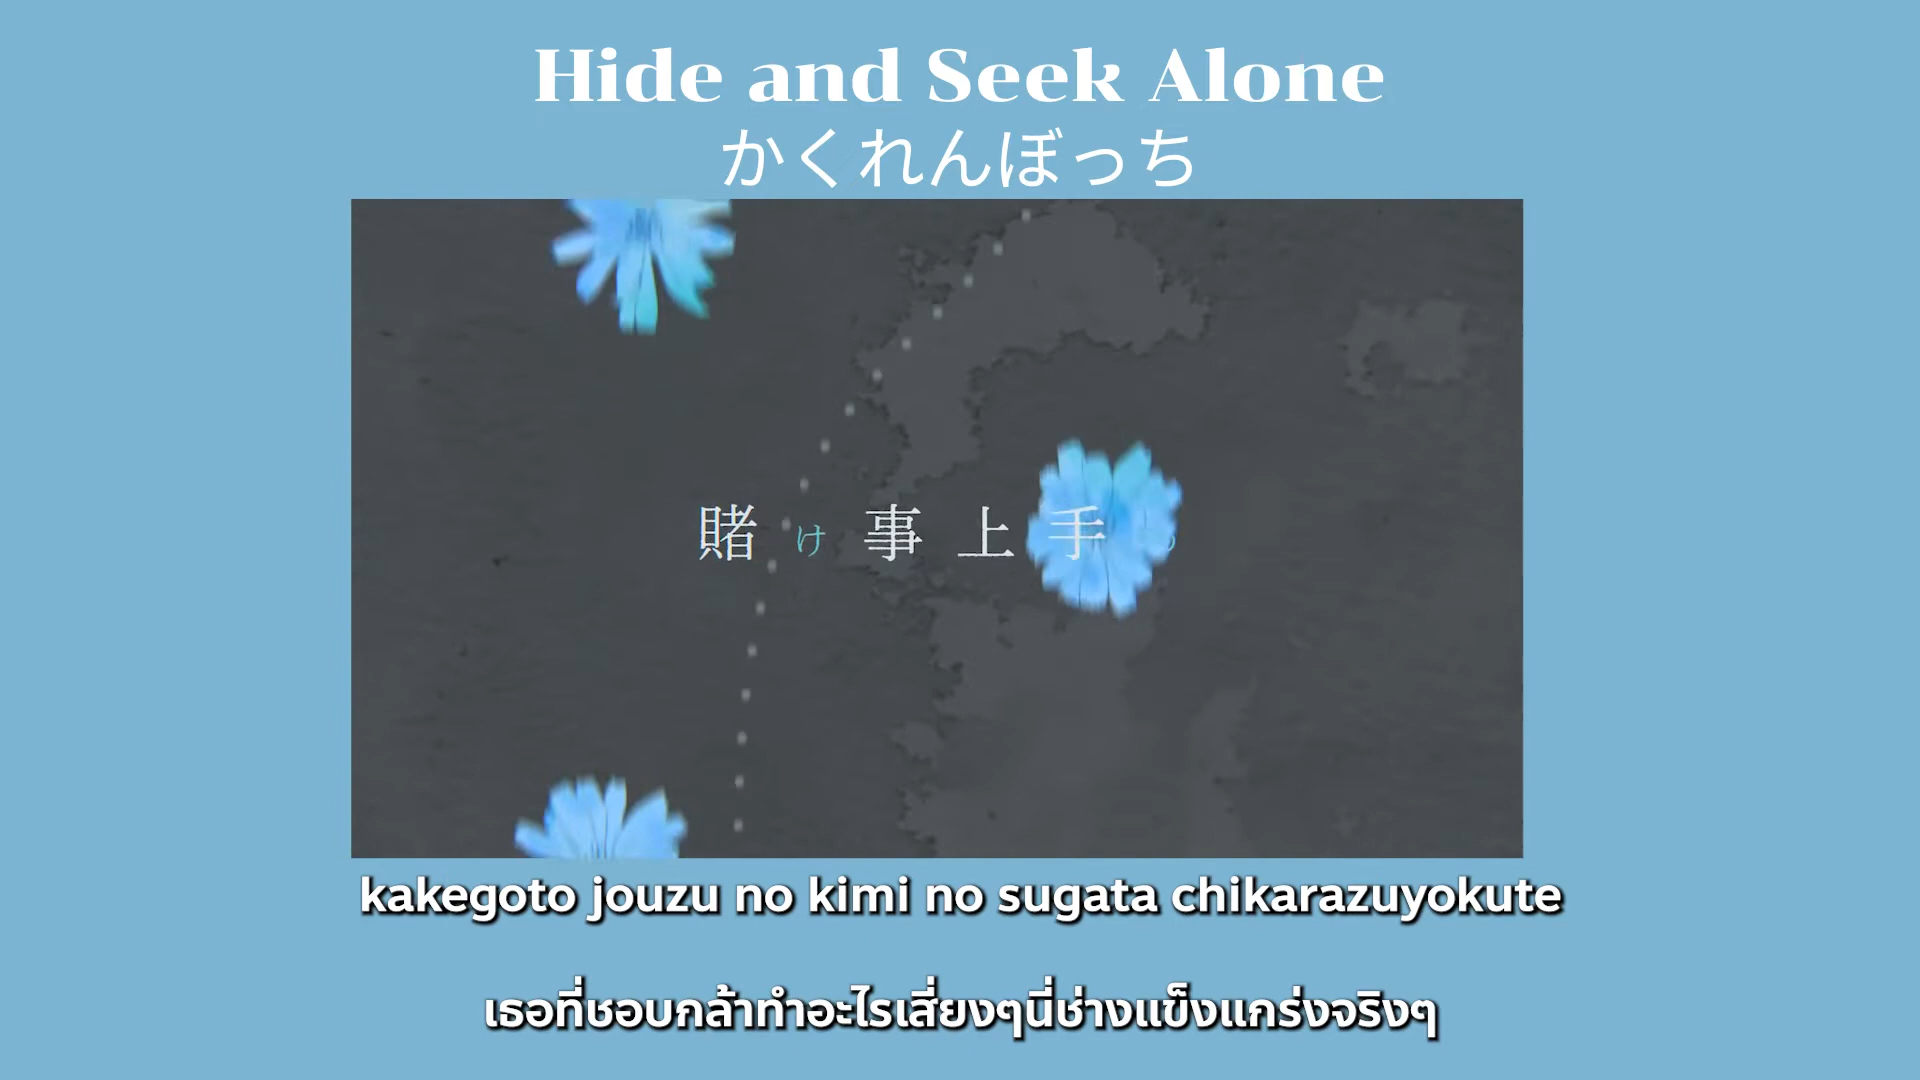 Hide and Seek Alone
かくれんぼっち
賭け事上手
kakegoto jouzu no kimi no sugata chikarazuyokute
เธอที่ชอบกล้าทำอะไรเสี่ยงๆนี่ช่างแข็งแกร่งจริงๆ